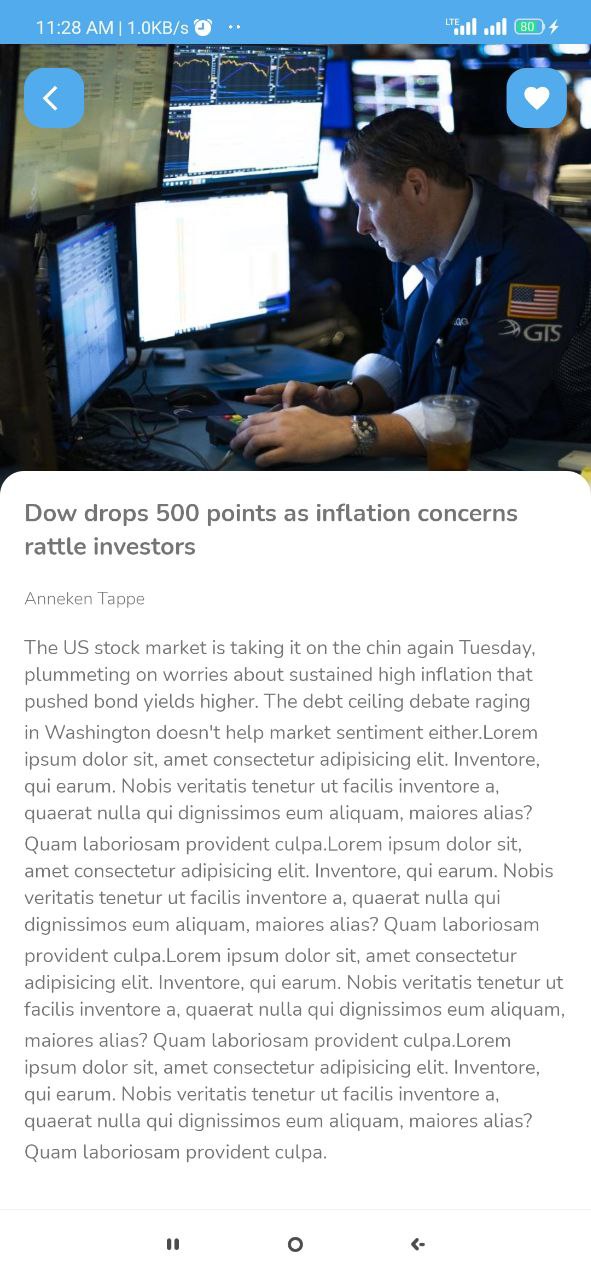 11:28 AM | 1.0KB/s
LTE
80
GTS
Dow drops 500 points as inflation concerns
rattle investors
Anneken Tappe
The US stock market is taking it on the chin again Tuesday,
plummeting on worries about sustained high inflation that
pushed bond yields higher. The debt ceiling debate raging
in Washington doesn't help market sentiment either.Lorem
ipsum dolor sit, amet consectetur adipisicing elit. Inventore,
qui earum. Nobis veritatis tenetur ut facilis inventore a,
quaerat nulla qui dignissimos eum aliquam, maiores alias?
Quam laboriosam provident culpa.Lorem ipsum dolor sit,
amet consectetur adipisicing elit. Inventore, qui earum. Nobis
veritatis tenetur ut facilis inventore a, quaerat nulla qui
dignissimos eum aliquam, maiores alias? Quam laboriosam
provident culpa.Lorem ipsum dolor sit, amet consectetur
adipisicing elit. Inventore, qui earum. Nobis veritatis tenetur ut
facilis inventore a, quaerat nulla qui dignissimos eum aliquam,
maiores alias? Quam laboriosam provident culpa.Lorem
ipsum dolor sit, amet consectetur adipisicing elit. Inventore,
qui earum. Nobis veritatis tenetur ut facilis inventore a,
quaerat nulla qui dignissimos eum aliquam, maiores alias?
Quam laboriosam provident culpa.